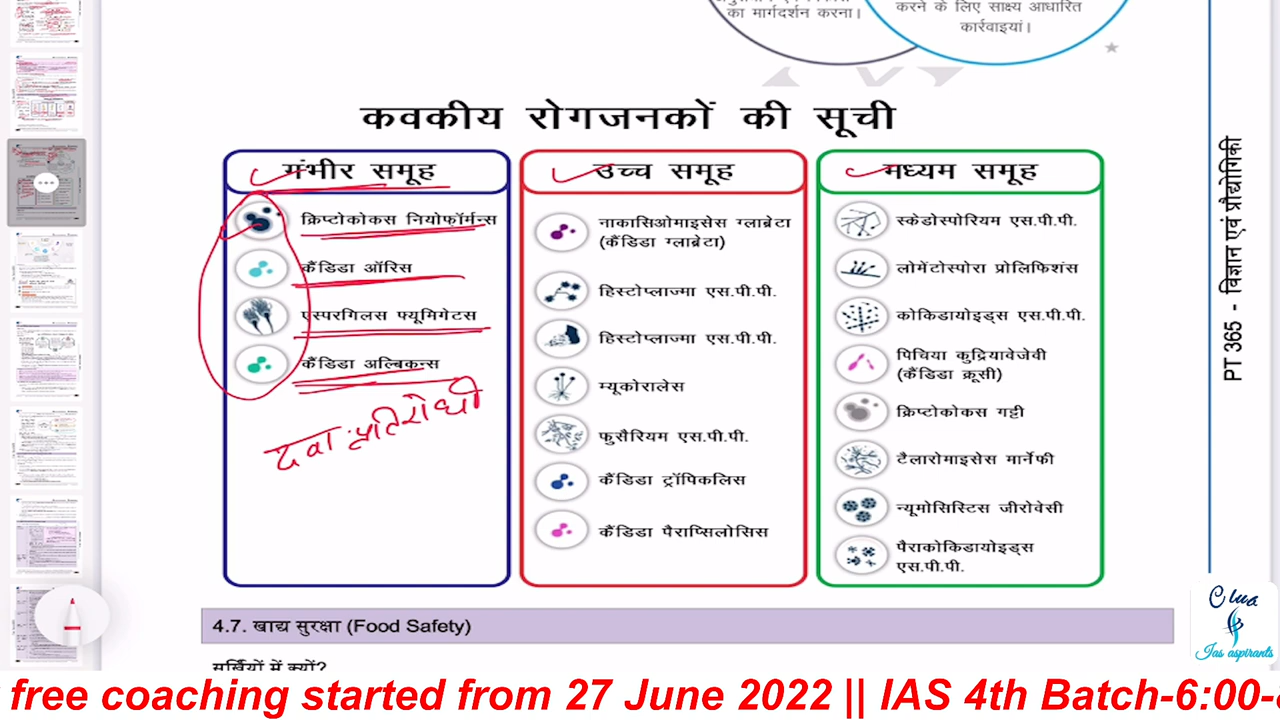 का मार्गदर्शन करना।
करने के लिए साक्ष्य आधारित
कार्रवाइयां।
कवकीय रोगजनकों की सूची
गंभीर समूह
क्रिप्टोकोकस नियोफ़ॉर्मन्स
कैंडिडा ऑरिस
एस्परगिलस फ्यूमिगेटस
कैंडिडा अल्बिकन्स
दवा प्रतिरोधी
उच्च समूह
नाकासिओमाइसेस ग्लाब्रेटा
(कैंडिडा ग्लाब्रेटा)
हिस्टोप्लाज्मा एस.पी.पी.
हिस्टोप्लाज्मा एस.पी.पी.
म्यूकोरालेस
फुसैरियम एस.पी.पी.
कैंडिडा ट्रॉपिकलिस
कैंडिडा पैराप्सिलोसिस
मध्यम समूह
स्केडोस्पोरियम एस.पी.पी.
लोमेंटोस्पोरा प्रोलिफिशंस
कोकिडायोइड्स एस.पी.पी.
पिचिया कुद्रियावेजेवी
(कैंडिडा क्रूसी)
क्रिप्टोकोकस गट्टी
टैलारोमाइसेस मार्नेफी
न्यूमोसिस्टिस जीरोवेसी
पैराकोकिडायोइड्स
एस.पी.पी.
PT 365 - विज्ञान एवं प्रौद्योगिकी
4.7. खाद्य सुरक्षा (Food Safety)
सुर्खियों में क्यों?
Clue
Jas aspirants
free coaching started from 27 June 2022 || IAS 4th Batch-6:00-